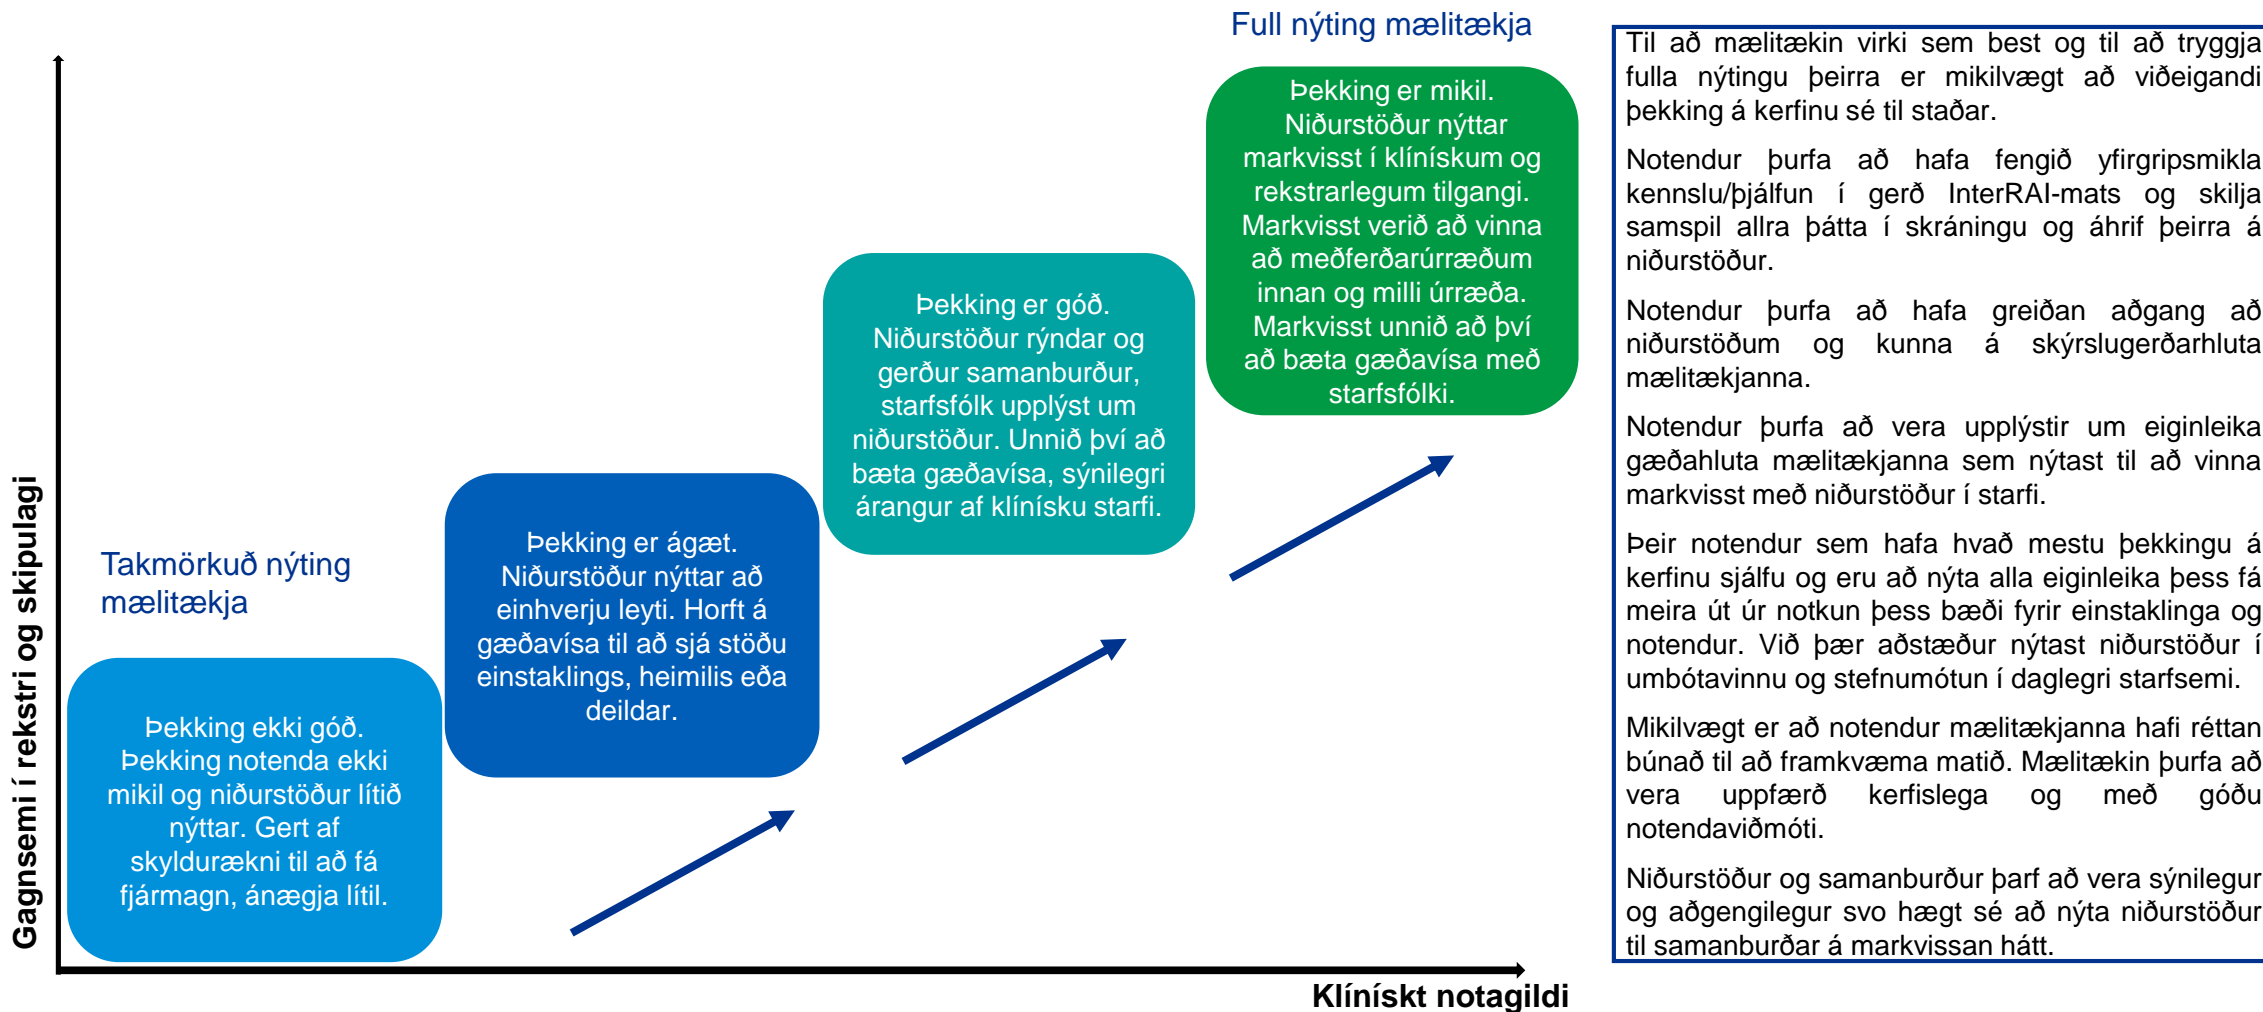 Full nýting mælitækja
Þekking er mikil.
Niðurstöður nýttar
markvisst í klínískum og
rekstrarlegum tilgangi.
Markvisst verið að vinna
að meðferðarúrræðum
innan og milli úrræða.
Markvisst unnið að því
að bæta gæðavísa með
starfsfólki.
Þekking er góð.
Niðurstöður rýndar og
gerður samanburður,
starfsfólk upplýst um
niðurstöður. Unnið því að
bæta gæðavísa, sýnilegri
árangur af klínísku starfi.
Þekking er ágæt.
Niðurstöður nýttar að
einhverju leyti. Horft á
gæðavísa til að sjá stöðu
einstaklings, heimilis eða
deildar.
Takmörkuð nýting
mælitækja
Þekking ekki góð.
Þekking notenda ekki
mikil og niðurstöður lítið
nýttar. Gert af
skyldurækni til að fá
fjármagn, ánægja lítil.
Gagnsemi í rekstri og skipulagi
Klínískt notagildi
Til að mælitækin virki sem best og til að tryggja
fulla nýtingu þeirra er mikilvægt að viðeigandi
þekking á kerfinu sé til staðar.
Notendur þurfa að hafa fengið yfirgripsmikla
kennslu/þjálfun í gerð InterRAI-mats og skilja
samspil allra þátta í skráningu og áhrif þeirra á
niðurstöður.
Notendur þurfa að hafa greiðan aðgang að
niðurstöðum og kunna á skýrslugerðarhluta
mælitækjanna.
Notendur þurfa að vera upplýstir um eiginleika
gæðahluta mælitækjanna sem nýtast til að vinna
markvisst með niðurstöður í starfi.
Þeir notendur sem hafa hvað mestu þekkingu á
kerfinu sjálfu og eru að nýta alla eiginleika þess fá
meira út úr notkun þess bæði fyrir einstaklinga og
notendur. Við þær aðstæður nýtast niðurstöður í
umbótavinnu og stefnumótun í daglegri starfsemi.
Mikilvægt er að notendur mælitækjanna hafi réttan
búnað til að framkvæma matið. Mælitækin þurfa að
vera uppfærð kerfislega og með góðu
notendaviðmóti.
Niðurstöður og samanburður þarf að vera sýnilegur
og aðgengilegur svo hægt sé að nýta niðurstöður
til samanburðar á markvissan hátt.